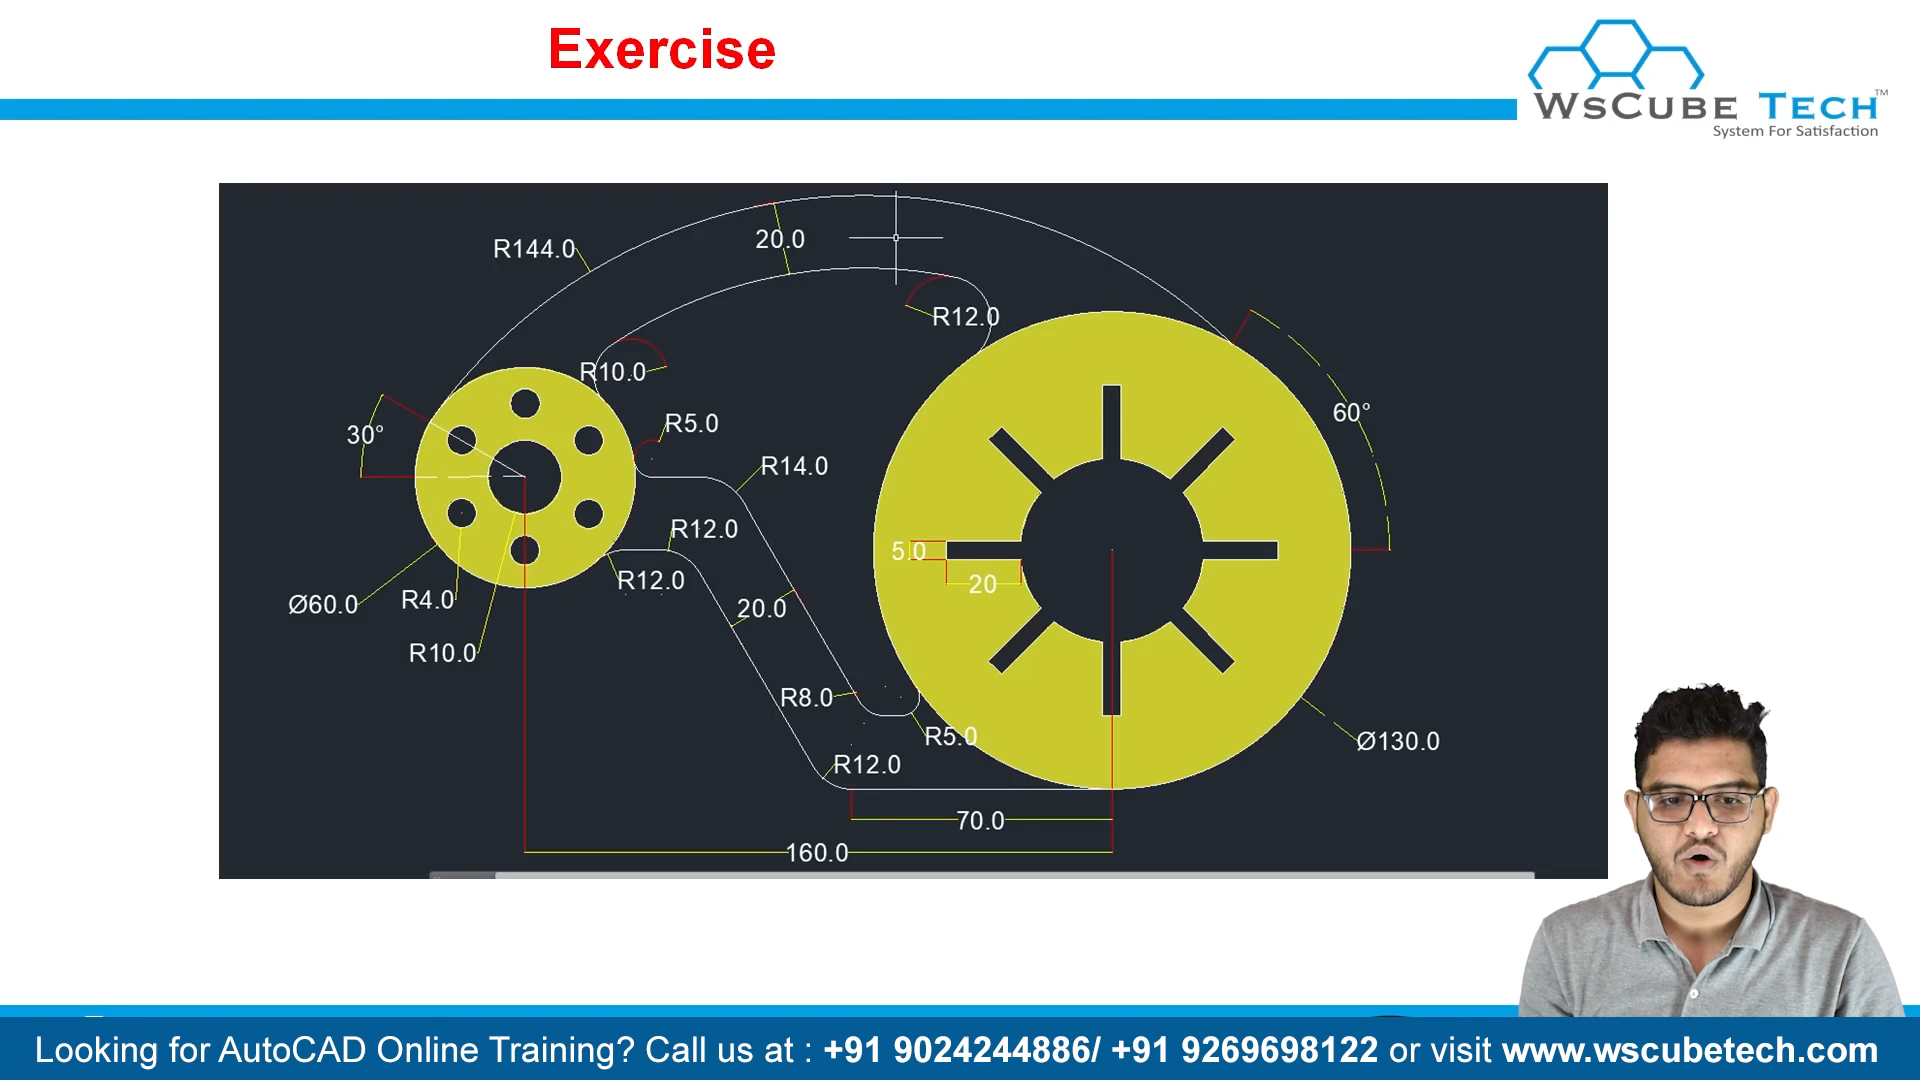 Exercise
WSCUBE TECH™
System For Satisfaction
R144.0
20.0
R12.0
R10.0
60°
R5.0
30°
R14.0
R12.0
5.0
R12.0
20
Ø60.0
R4.0
20.0
R10.0
R8.0
R5.0
Ø130.0
R12.0
70.0
160.0
Looking for AutoCAD Online Training? Call us at : +91 9024244886/ +91 9269698122 or visit www.wscubetech.com